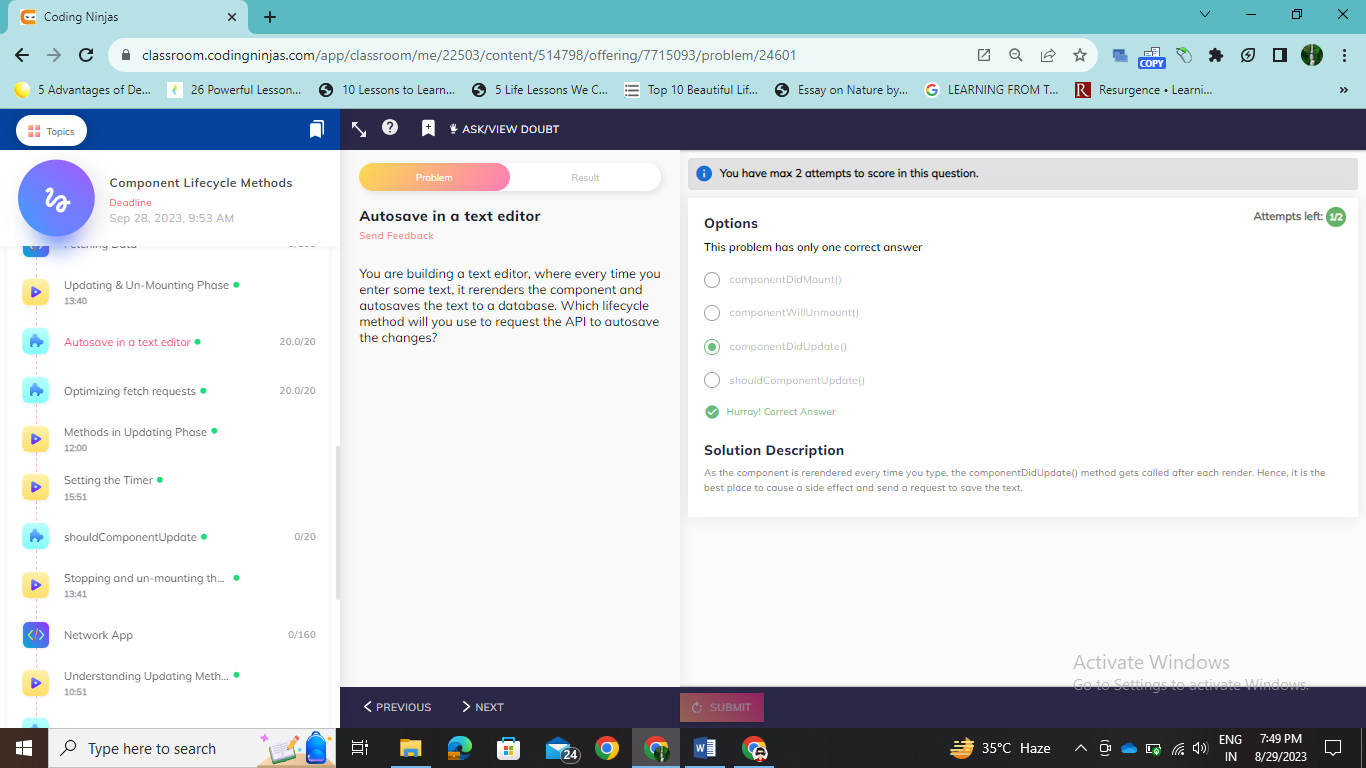 Coding Ninjas
classroom.codingninjas.com/app/classroom/me/22503/content/514798/offering/7715093/problem/24601
COPY
5 Advantages of De...
26 Powerful Lesson...
10 Lessons to Learn...
5 Life Lessons We C...
Top 10 Beautiful Lif...
Essay on Nature by...
LEARNING FROM T...
Resurgence • Learni...
Topics
ASK/VIEW DOUBT
Component Lifecycle Methods
Deadline
Sep 28, 2023, 9:53 AM
Updating & Un-Mounting Phase
13:40
Autosave in a text editor 20.0/20
Optimizing fetch requests 20.0/20
Methods in Updating Phase
12:00
Setting the Timer
15:51
shouldComponentUpdate 0/20
Stopping and un-mounting th...
13:41
Network App 0/160
Understanding Updating Meth...
10:51
Problem
Result
Autosave in a text editor
Send Feedback
You are building a text editor, where every time you
enter some text, it rerenders the component and
autosaves the text to a database. Which lifecycle
method will you use to request the API to autosave
the changes?
You have max 2 attempts to score in this question.
Options
Attempts left: 1/2
This problem has only one correct answer
componentDidMount()
componentWillUnmount()
componentDidUpdate()
shouldComponentUpdate()
Hurray! Correct Answer
Solution Description
As the component is rerendered every time you type, the componentDidUpdate() method gets called after each render. Hence, it is the
best place to cause a side effect and send a request to save the text.
Activate Windows
Go to Settings to activate Windows.
PREVIOUS
NEXT
SUBMIT
Type here to search
24
35°C Haze
ENG
IN
7:49 PM
8/29/2023